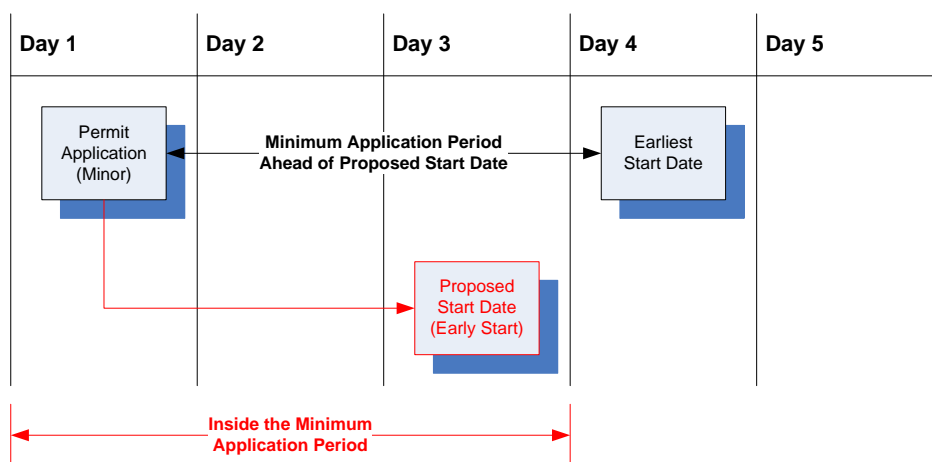 Day 1
Day 2
Day 3
Day 4
Day 5
Permit
Application
(Minor)
Minimum Application Period
Ahead of Proposed Start Date
Earliest
Start Date
Proposed
Start Date
(Early Start)
Inside the Minimum
Application Period